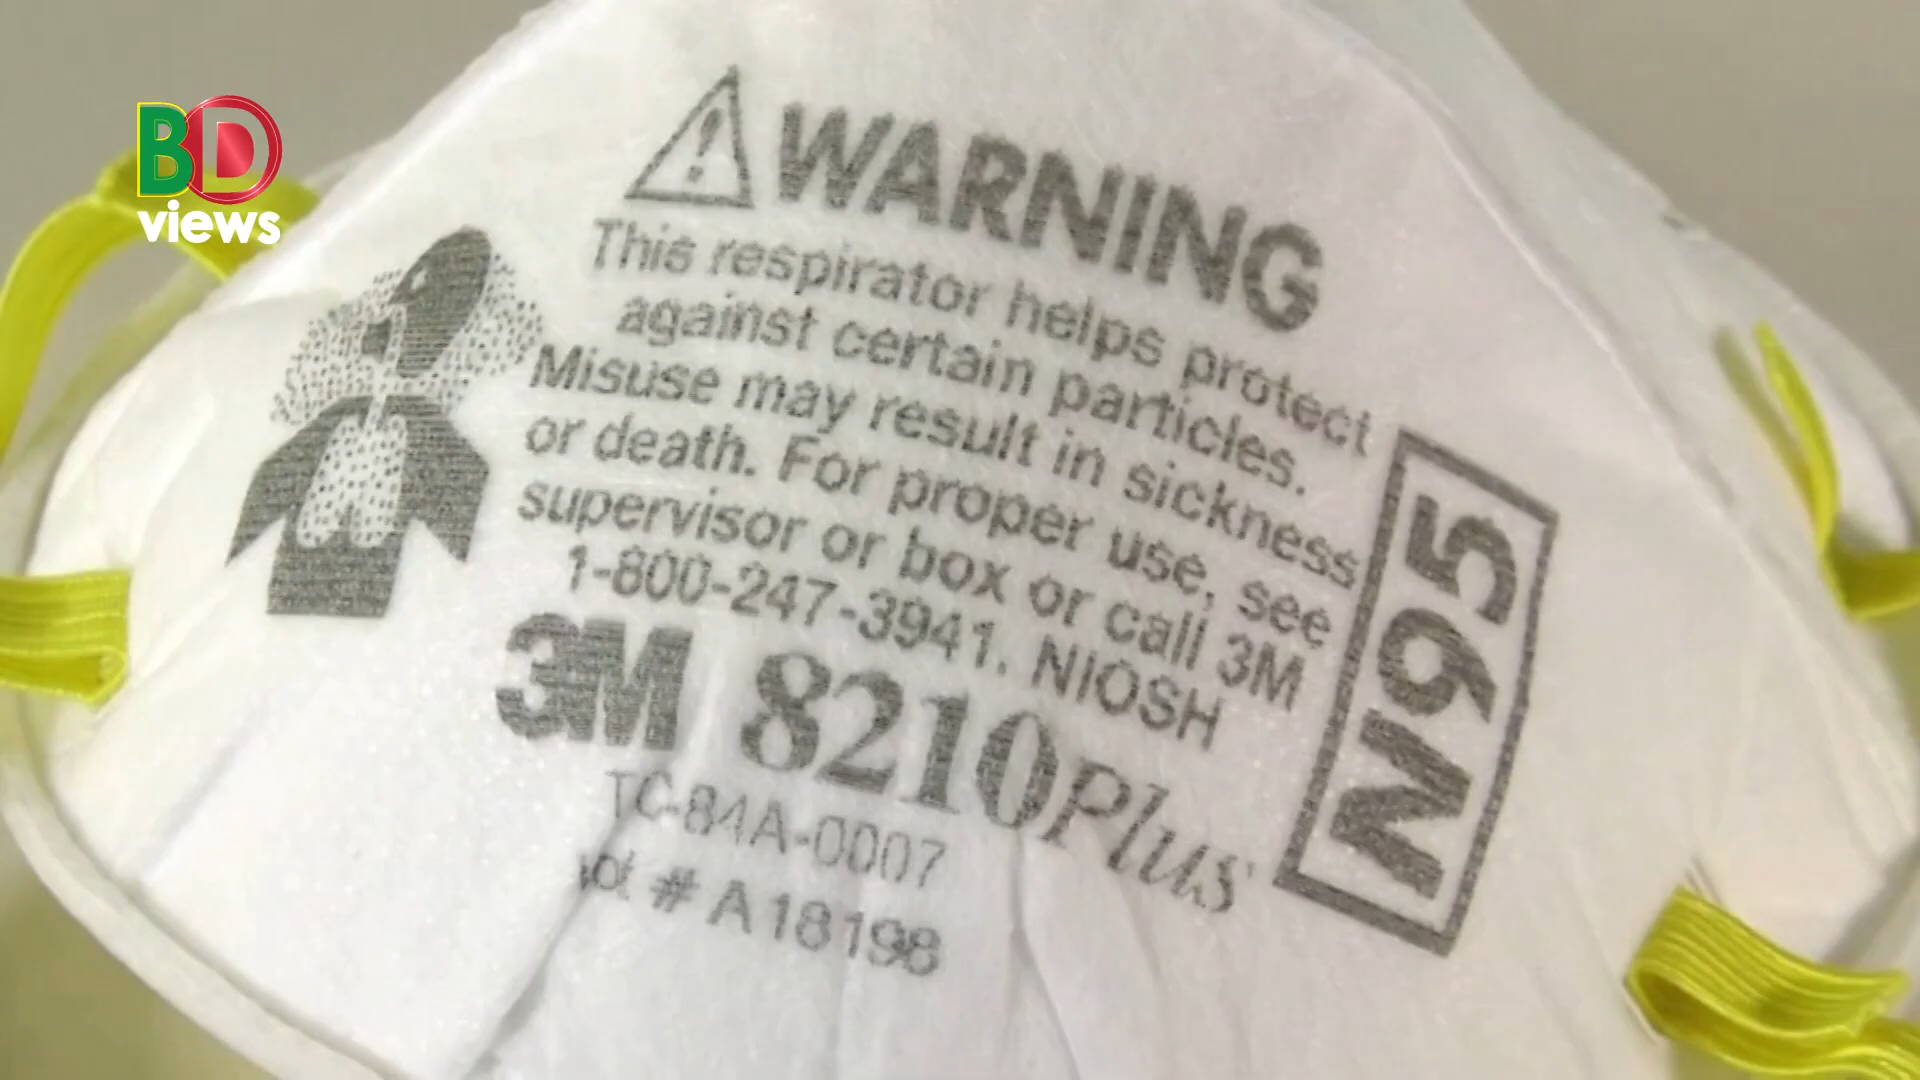 BD
views
WARNING
This respirator helps protect
against certain particles.
Misuse may result in sickness
or death. For proper use, see
supervisor or box or call 3M
1-800-247-3941. NIOSH
3M 8210Plus
N95
TC-84A-0007
Lot # A18198